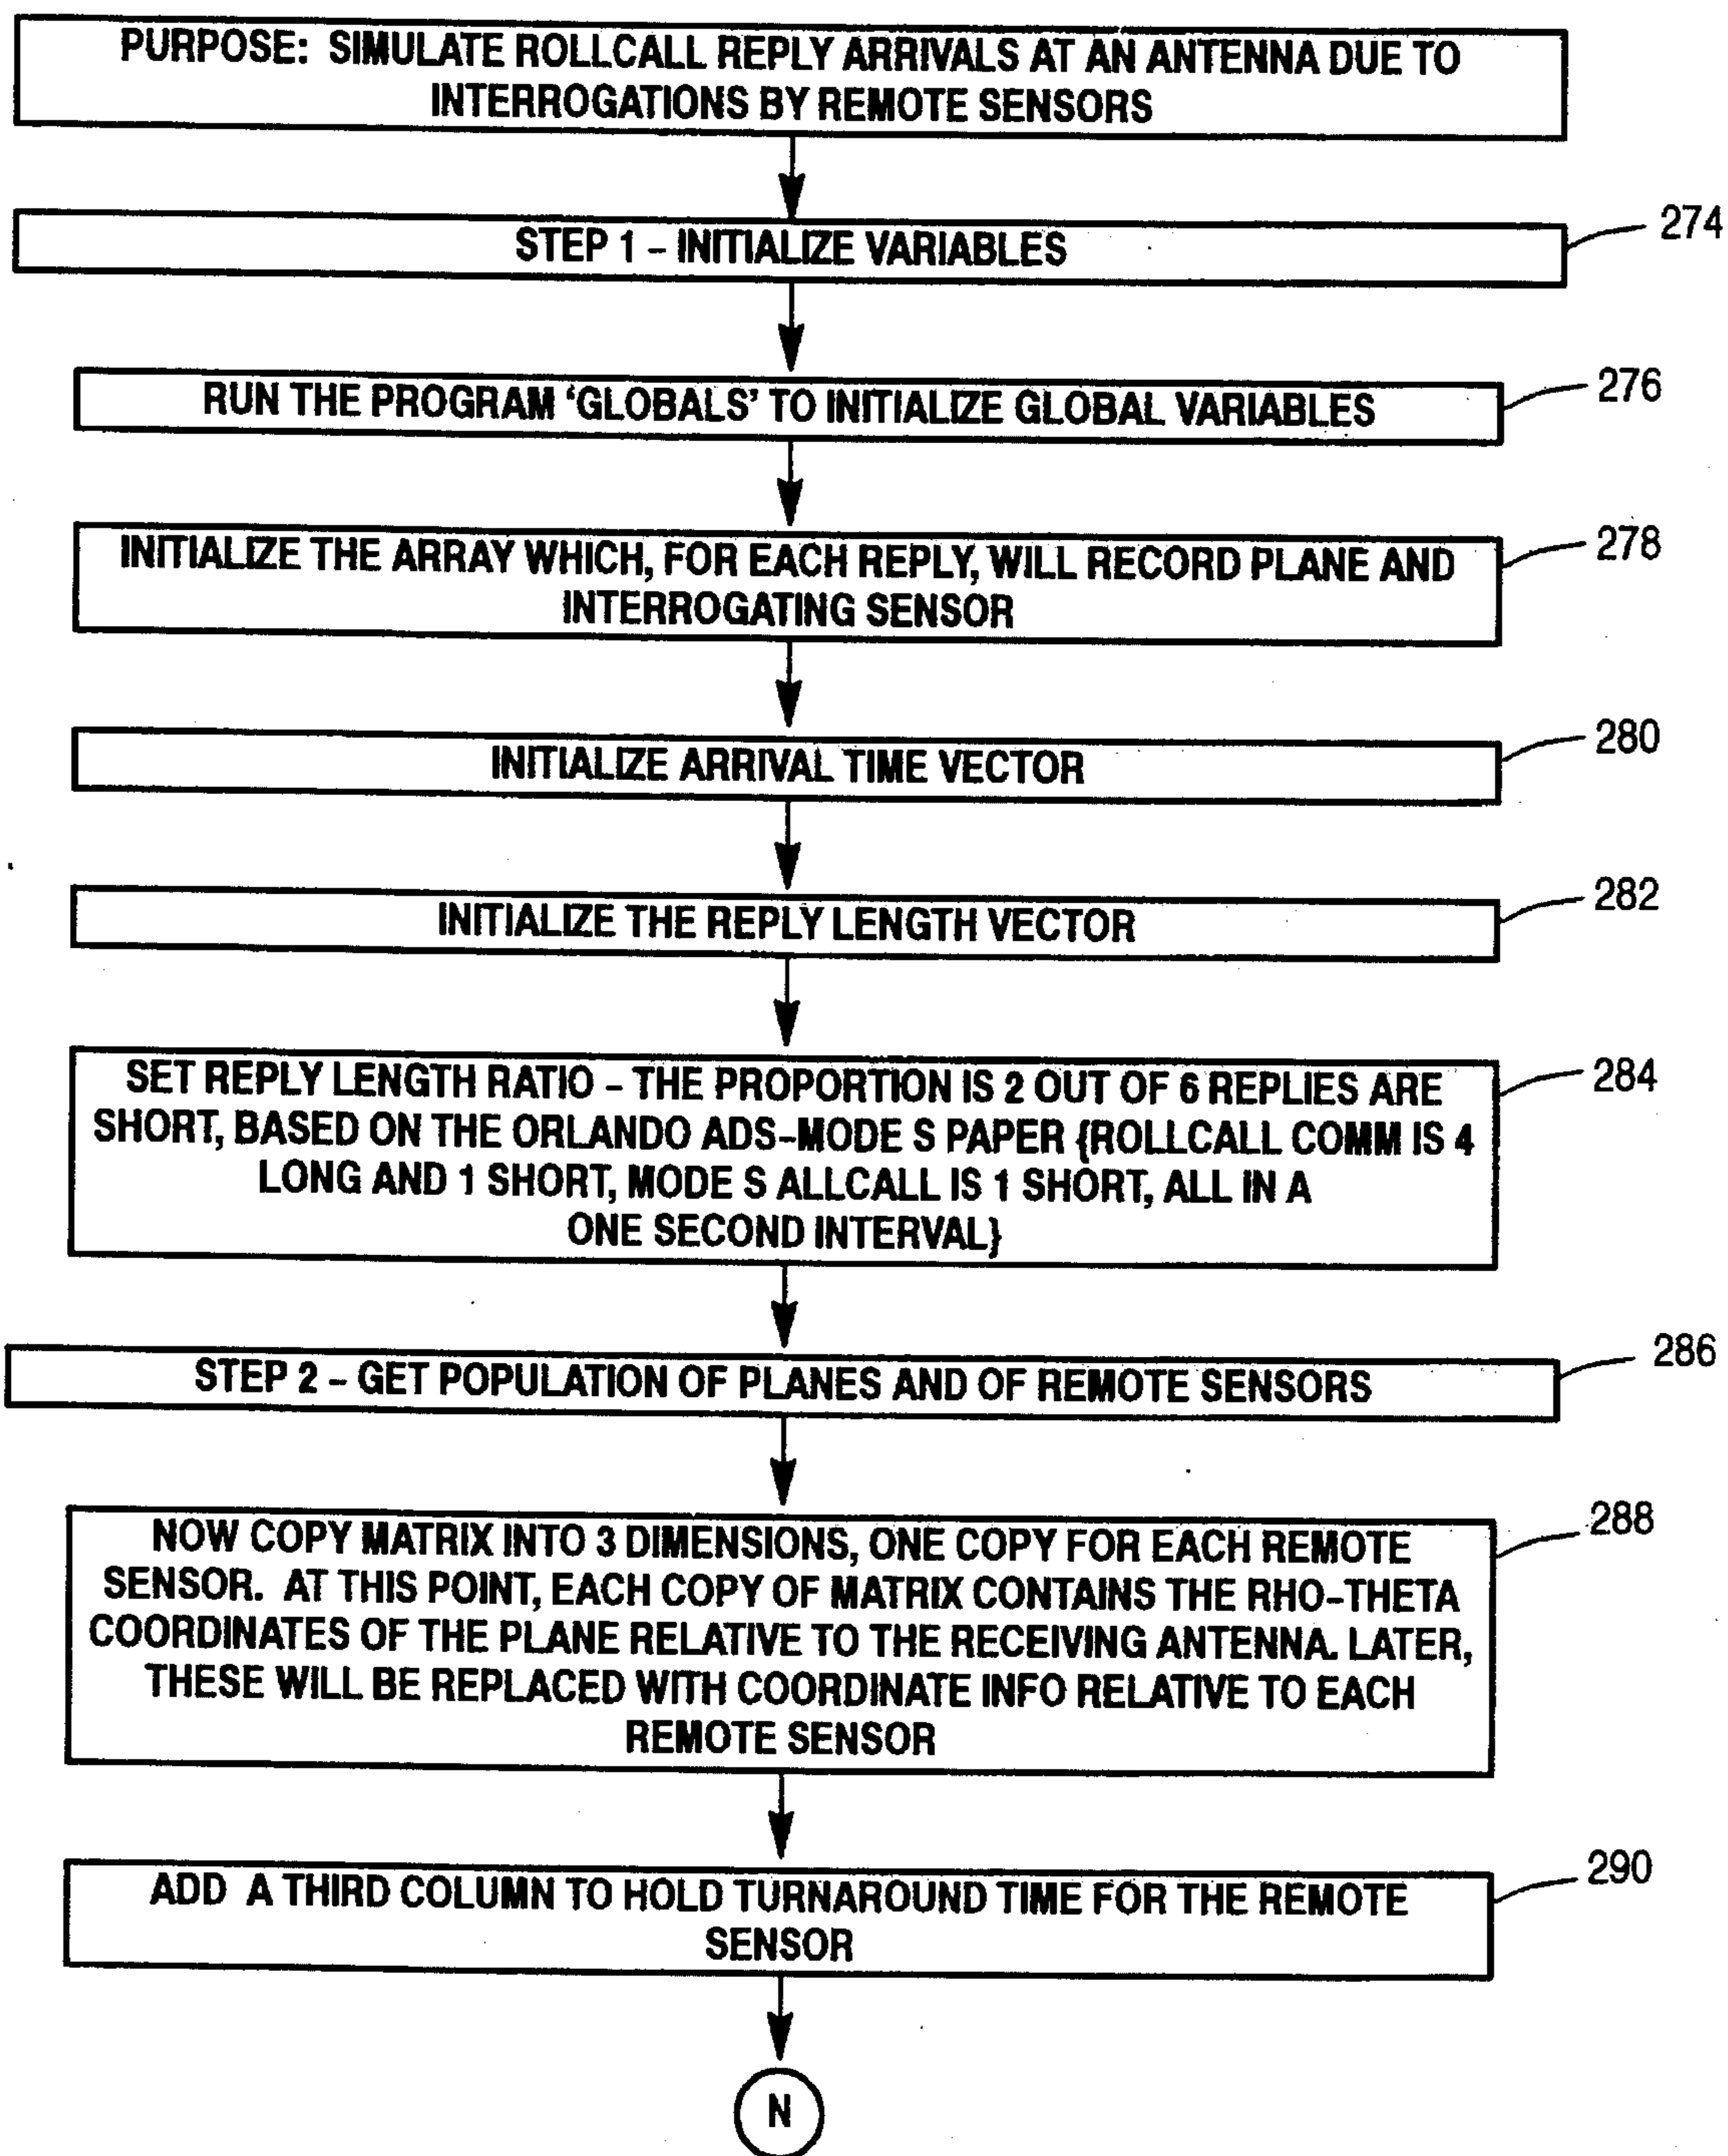 PURPOSE: SIMULATE ROLLCALL REPLY ARRIVALS AT AN ANTENNA DUE TO
INTERROGATIONS BY REMOTE SENSORS
STEP 1 – INITIALIZE VARIABLES
274
RUN THE PROGRAM ‘GLOBALS’ TO INITIALIZE GLOBAL VARIABLES
276
INITIALIZE THE ARRAY WHICH, FOR EACH REPLY, WILL RECORD PLANE AND
INTERROGATING SENSOR
278
INITIALIZE ARRIVAL TIME VECTOR
280
INITIALIZE THE REPLY LENGTH VECTOR
282
SET REPLY LENGTH RATIO – THE PROPORTION IS 2 OUT OF 6 REPLIES ARE
SHORT, BASED ON THE ORLANDO ADS–MODE S PAPER {ROLLCALL COMM IS 4
LONG AND 1 SHORT, MODE S ALLCALL IS 1 SHORT, ALL IN A
ONE SECOND INTERVAL}
284
STEP 2 – GET POPULATION OF PLANES AND OF REMOTE SENSORS
286
NOW COPY MATRIX INTO 3 DIMENSIONS, ONE COPY FOR EACH REMOTE
SENSOR. AT THIS POINT, EACH COPY OF MATRIX CONTAINS THE RHO–THETA
COORDINATES OF THE PLANE RELATIVE TO THE RECEIVING ANTENNA. LATER,
THESE WILL BE REPLACED WITH COORDINATE INFO RELATIVE TO EACH
REMOTE SENSOR
288
ADD A THIRD COLUMN TO HOLD TURNAROUND TIME FOR THE REMOTE
SENSOR
290
N